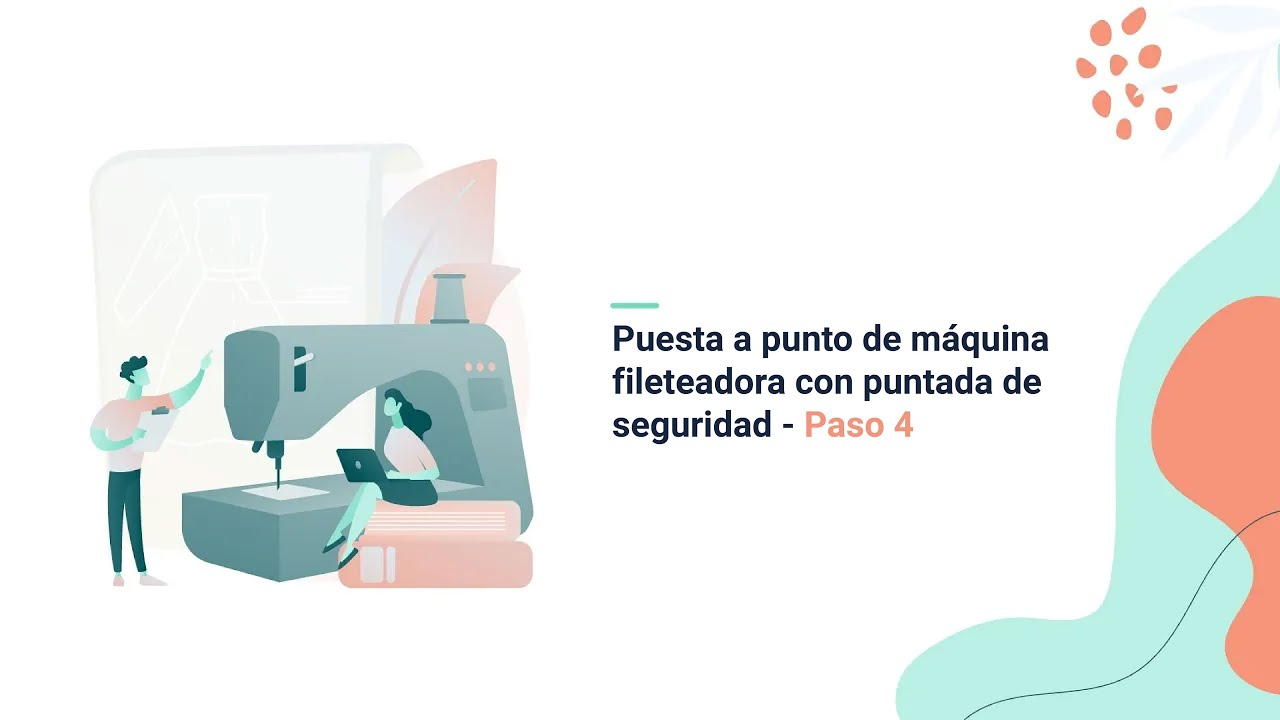 Puesta a punto de máquina
fileteadora con puntada de
seguridad - Paso 4